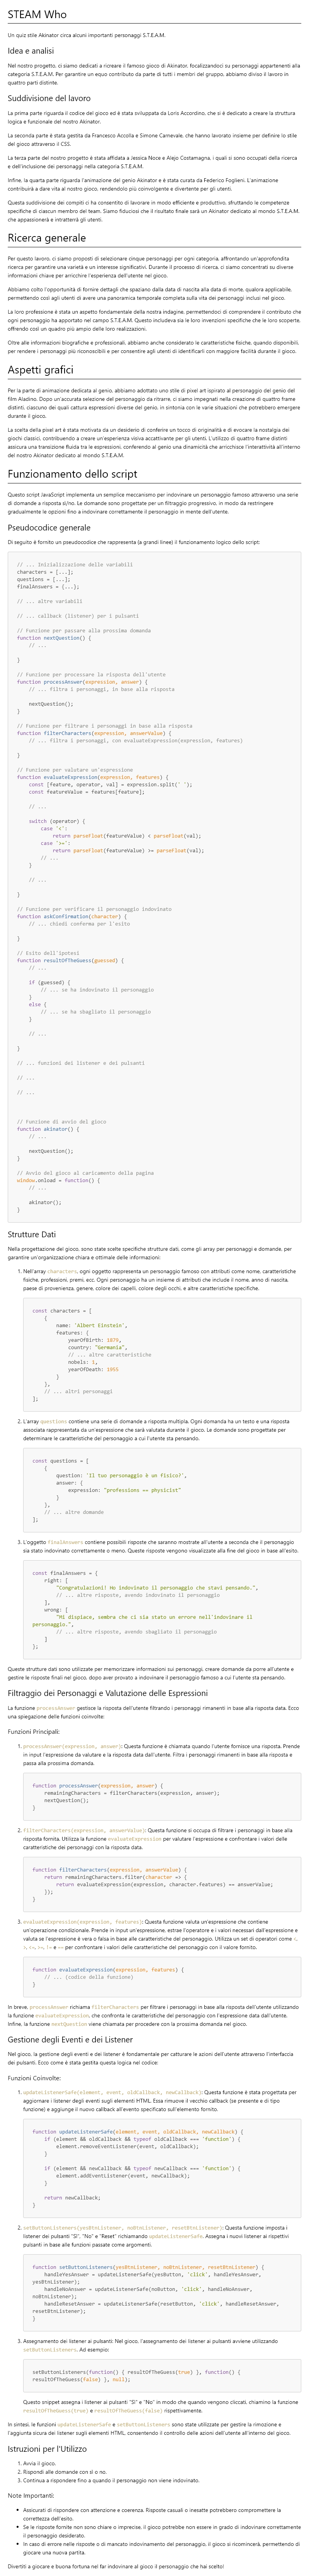 STEAM Who
Un quiz stile Akinator circa alcuni importanti personaggi S.T.E.A.M.
Idea e analisi
Nel nostro progetto, ci siamo dedicati a ricreare il famoso gioco di Akinator, focalizzandoci su personaggi appartenenti alla
categoria S.T.E.A.M. Per garantire un equo contributo da parte di tutti i membri del gruppo, abbiamo diviso il lavoro in
quattro parti distinte.
Suddivisione del lavoro
La prima parte riguarda il codice del gioco ed è stata sviluppata da Loris Accordino, che si è dedicato a creare la struttura
logica e funzionale del nostro Akinator.
La seconda parte è stata gestita da Francesco Accolla e Simone Carnevale, che hanno lavorato insieme per definire lo stile
del gioco attraverso il CSS.
La terza parte del nostro progetto è stata affidata a Jessica Noce e Alejo Costamagna, i quali si sono occupati della ricerca
e dell'inclusione dei personaggi nella categoria S.T.E.A.M.
Infine, la quarta parte riguarda l'animazione del genio Akinator e è stata curata da Federico Foglieni. L'animazione
contribuirà a dare vita al nostro gioco, rendendolo più coinvolgente e divertente per gli utenti.
Questa suddivisione dei compiti ci ha consentito di lavorare in modo efficiente e produttivo, sfruttando le competenze
specifiche di ciascun membro del team. Siamo fiduciosi che il risultato finale sarà un Akinator dedicato al mondo S.T.E.A.M.
che appassionerà e intratterrà gli utenti.
Ricerca generale
Per questo lavoro, ci siamo proposti di selezionare cinque personaggi per ogni categoria, affrontando un'approfondita
ricerca per garantire una varietà e un interesse significativi. Durante il processo di ricerca, ci siamo concentrati su diverse
informazioni chiave per arricchire l'esperienza dell'utente nel gioco.
Abbiamo colto l'opportunità di fornire dettagli che spaziano dalla data di nascita alla data di morte, qualora applicabile,
permettendo così agli utenti di avere una panoramica temporale completa sulla vita dei personaggi inclusi nel gioco.
La loro professione è stata un aspetto fondamentale della nostra indagine, permettendoci di comprendere il contributo che
ogni personaggio ha apportato nel campo S.T.E.A.M. Questo includeva sia le loro invenzioni specifiche che le loro scoperte,
offrendo così un quadro più ampio delle loro realizzazioni.
Oltre alle informazioni biografiche e professionali, abbiamo anche considerato le caratteristiche fisiche, quando disponibili,
per rendere i personaggi più riconoscibili e per consentire agli utenti di identificarli con maggiore facilità durante il gioco.
Aspetti grafici
Per la parte di animazione dedicata al genio, abbiamo adottato uno stile di pixel art ispirato al personaggio del genio del
film Aladino. Dopo un'accurata selezione del personaggio da ritrarre, ci siamo impegnati nella creazione di quattro frame
distinti, ciascuno dei quali cattura espressioni diverse del genio, in sintonia con le varie situazioni che potrebbero emergere
durante il gioco.
La scelta della pixel art è stata motivata da un desiderio di conferire un tocco di originalità e di evocare la nostalgia dei
giochi classici, contribuendo a creare un'esperienza visiva accattivante per gli utenti. L'utilizzo di quattro frame distinti
assicura una transizione fluida tra le espressioni, conferendo al genio una dinamicità che arricchisce l'interattività all'interno
del nostro Akinator dedicato al mondo S.T.E.A.M.
Funzionamento dello script
Questo script JavaScript implementa un semplice meccanismo per indovinare un personaggio famoso attraverso una serie
di domande a risposta sì/no. Le domande sono progettate per un filtraggio progressivo, in modo da restringere
gradualmente le opzioni fino a indovinare correttamente il personaggio in mente dell'utente.
Pseudocodice generale
Di seguito è fornito un pseudocodice che rappresenta (a grandi linee) il funzionamento logico dello script:
// ... Inizializzazione delle variabili
characters = [...];
questions = [...];
finalAnswers = {...};
// ... altre variabili
// ... callback (listener) per i pulsanti
// Funzione per passare alla prossima domanda
function nextQuestion() {
// ...
}
// Funzione per processare la risposta dell'utente
function processAnswer(expression, answer) {
// ... filtra i personaggi, in base alla risposta
nextQuestion();
}
// Funzione per filtrare i personaggi in base alla risposta
function filterCharacters(expression, answerValue) {
// ... filtra i personaggi, con evaluateExpression(expression, features)
}
// Funzione per valutare un'espressione
function evaluateExpression(expression, features) {
const [feature, operator, val] = expression.split(' ');
const featureValue = features[feature];
// ...
switch (operator) {
case '<':
return parseFloat(featureValue) < parseFloat(val);
case '>=':
return parseFloat(featureValue) >= parseFloat(val);
// ...
}
// ...
}
// Funzione per verificare il personaggio indovinato
function askConfirmation(character) {
// ... chiedi conferma per l'esito
}
// Esito dell'ipotesi
function resultOfTheGuess(guessed) {
// ...
if (guessed) {
// ... se ha indovinato il personaggio
}
else {
// ... se ha sbagliato il personaggio
}
// ...
}
// ... funzioni dei listener e dei pulsanti
// ...
// ...
// Funzione di avvio del gioco
function akinator() {
// ...
nextQuestion();
}
// Avvio del gioco al caricamento della pagina
window.onload = function() {
// ...
akinator();
}
Strutture Dati
Nella progettazione del gioco, sono state scelte specifiche strutture dati, come gli array per personaggi e domande, per
garantire un'organizzazione chiara e ottimale delle informazioni:
1. Nell'array characters, ogni oggetto rappresenta un personaggio famoso con attributi come nome, caratteristiche
fisiche, professioni, premi, ecc. Ogni personaggio ha un insieme di attributi che include il nome, anno di nascita,
paese di provenienza, genere, colore dei capelli, colore degli occhi, e altre caratteristiche specifiche.
const characters = [
{
name: 'Albert Einstein',
features: {
yearOfBirth: 1879,
country: "Germania",
// ... altre caratteristiche
nobels: 1,
yearOfDeath: 1955
}
},
// ... altri personaggi
];
2. L'array questions contiene una serie di domande a risposta multipla. Ogni domanda ha un testo e una risposta
associata rappresentata da un'espressione che sarà valutata durante il gioco. Le domande sono progettate per
determinare le caratteristiche del personaggio a cui l'utente sta pensando.
const questions = [
{
question: 'Il tuo personaggio è un fisico?',
answer: {
expression: "professions == physicist"
}
},
// ... altre domande
];
3. L'oggetto finalAnswers contiene possibili risposte che saranno mostrate all'utente a seconda che il personaggio
sia stato indovinato correttamente o meno. Queste risposte vengono visualizzate alla fine del gioco in base all'esito.
const finalAnswers = {
right: [
"Congratulazioni! Ho indovinato il personaggio che stavi pensando.",
// ... altre risposte, avendo indovinato il personaggio
],
wrong: [
"Mi dispiace, sembra che ci sia stato un errore nell'indovinare il
personaggio.",
// ... altre risposte, avendo sbagliato il personaggio
]
};
Queste strutture dati sono utilizzate per memorizzare informazioni sui personaggi, creare domande da porre all'utente e
gestire le risposte finali nel gioco, dopo aver provato a indovinare il personaggio famoso a cui l'utente sta pensando.
Filtraggio dei Personaggi e Valutazione delle Espressioni
La funzione processAnswer gestisce la risposta dell'utente filtrando i personaggi rimanenti in base alla risposta data. Ecco
una spiegazione delle funzioni coinvolte:
Funzioni Principali:
1. processAnswer(expression, answer): Questa funzione è chiamata quando l'utente fornisce una risposta. Prende
in input l'espressione da valutare e la risposta data dall'utente. Filtra i personaggi rimanenti in base alla risposta e
passa alla prossima domanda.
function processAnswer(expression, answer) {
remainingCharacters = filterCharacters(expression, answer);
nextQuestion();
}
2. filterCharacters(expression, answerValue): Questa funzione si occupa di filtrare i personaggi in base alla
risposta fornita. Utilizza la funzione evaluateExpression per valutare l'espressione e confrontare i valori delle
caratteristiche dei personaggi con la risposta data.
function filterCharacters(expression, answerValue) {
return remainingCharacters.filter(character => {
return evaluateExpression(expression, character.features) == answerValue;
});
}
3. evaluateExpression(expression, features): Questa funzione valuta un'espressione che contiene
un'operazione condizionale. Prende in input un'espressione, estrae l'operatore e i valori necessari dall'espressione e
valuta se l'espressione è vera o falsa in base alle caratteristiche del personaggio. Utilizza un set di operatori come <,
>, <=, >=, != e == per confrontare i valori delle caratteristiche del personaggio con il valore fornito.
function evaluateExpression(expression, features) {
// ... (codice della funzione)
}
In breve, processAnswer richiama filterCharacters per filtrare i personaggi in base alla risposta dell'utente utilizzando
la funzione evaluateExpression, che confronta le caratteristiche dei personaggi con l'espressione data dall'utente.
Infine, la funzione nextQuestion viene chiamata per procedere con la prossima domanda nel gioco.
Gestione degli Eventi e dei Listener
Nel gioco, la gestione degli eventi e dei listener è fondamentale per catturare le azioni dell'utente attraverso l'interfaccia
dei pulsanti. Ecco come è stata gestita questa logica nel codice:
Funzioni Coinvolte:
1. updateListenerSafe(element, event, oldCallback, newCallback): Questa funzione è stata progettata per
aggiornare i listener degli eventi sugli elementi HTML. Essa rimuove il vecchio callback (se presente e di tipo
funzione) e aggiunge il nuovo callback all'evento specificato sull'elemento fornito.
function updateListenerSafe(element, event, oldCallback, newCallback) {
if (element && oldCallback && typeof oldCallback === 'function') {
element.removeEventListener(event, oldCallback);
}
if (element && newCallback && typeof newCallback === 'function') {
element.addEventListener(event, newCallback);
}
return newCallback;
}
2. setButtonListeners(yesBtnListener, noBtnListener, resetBtnListener): Questa funzione imposta i
listener dei pulsanti "Sì", "No" e "Reset" richiamando updateListenerSafe. Assegna i nuovi listener ai rispettivi
pulsanti in base alle funzioni passate come argomenti.
function setButtonListeners(yesBtnListener, noBtnListener, resetBtnListener) {
handleYesAnswer = updateListenerSafe(yesButton, 'click', handleYesAnswer,
yesBtnListener);
handleNoAnswer = updateListenerSafe(noButton, 'click', handleNoAnswer,
noBtnListener);
handleResetAnswer = updateListenerSafe(resetButton, 'click', handleResetAnswer,
resetBtnListener);
}
3. Assegnamento dei listener ai pulsanti: Nel gioco, l'assegnamento dei listener ai pulsanti avviene utilizzando
setButtonListeners. Ad esempio:
setButtonListeners(function() { resultOfTheGuess(true) }, function() {
resultOfTheGuess(false) }, null);
Questo snippet assegna i listener ai pulsanti "Sì" e "No" in modo che quando vengono cliccati, chiamino la funzione
resultOfTheGuess(true) e resultOfTheGuess(false) rispettivamente.
In sintesi, le funzioni updateListenerSafe e setButtonListeners sono state utilizzate per gestire la rimozione e
l'aggiunta sicura dei listener sugli elementi HTML, consentendo il controllo delle azioni dell'utente all'interno del gioco.
Istruzioni per l'Utilizzo
1. Avvia il gioco.
2. Rispondi alle domande con sì o no.
3. Continua a rispondere fino a quando il personaggio non viene indovinato.
Note Importanti:
• Assicurati di rispondere con attenzione e coerenza. Risposte casuali o inesatte potrebbero compromettere la
correttezza dell'esito.
• Se le risposte fornite non sono chiare o imprecise, il gioco potrebbe non essere in grado di indovinare correttamente
il personaggio desiderato.
• In caso di errore nelle risposte o di mancato indovinamento del personaggio, il gioco si ricomincerà, permettendo di
giocare una nuova partita.
Divertiti a giocare e buona fortuna nel far indovinare al gioco il personaggio che hai scelto!